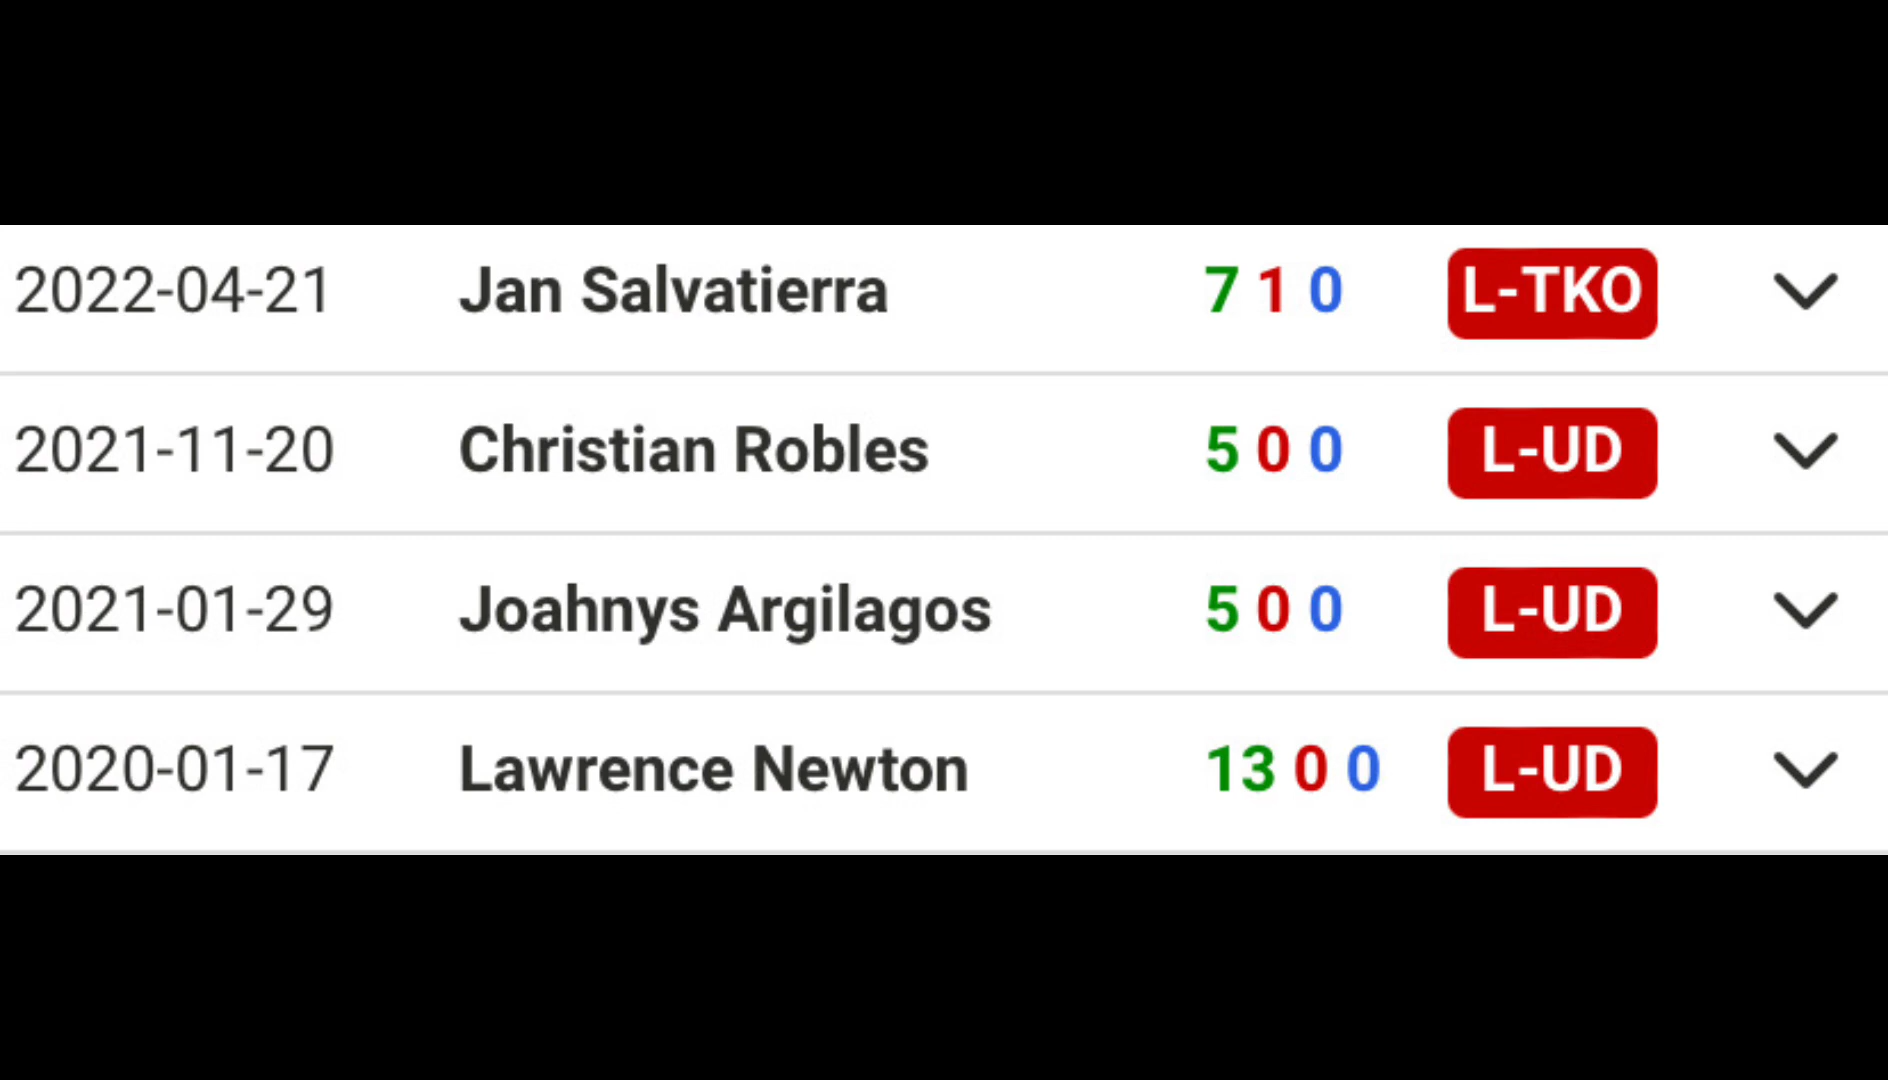 2022-04-21 Jan Salvatierra 7 1 0 L-TKO
2021-11-20 Christian Robles 5 0 0 L-UD
2021-01-29 Joahnys Argilagos 5 0 0 L-UD
2020-01-17 Lawrence Newton 13 0 0 L-UD